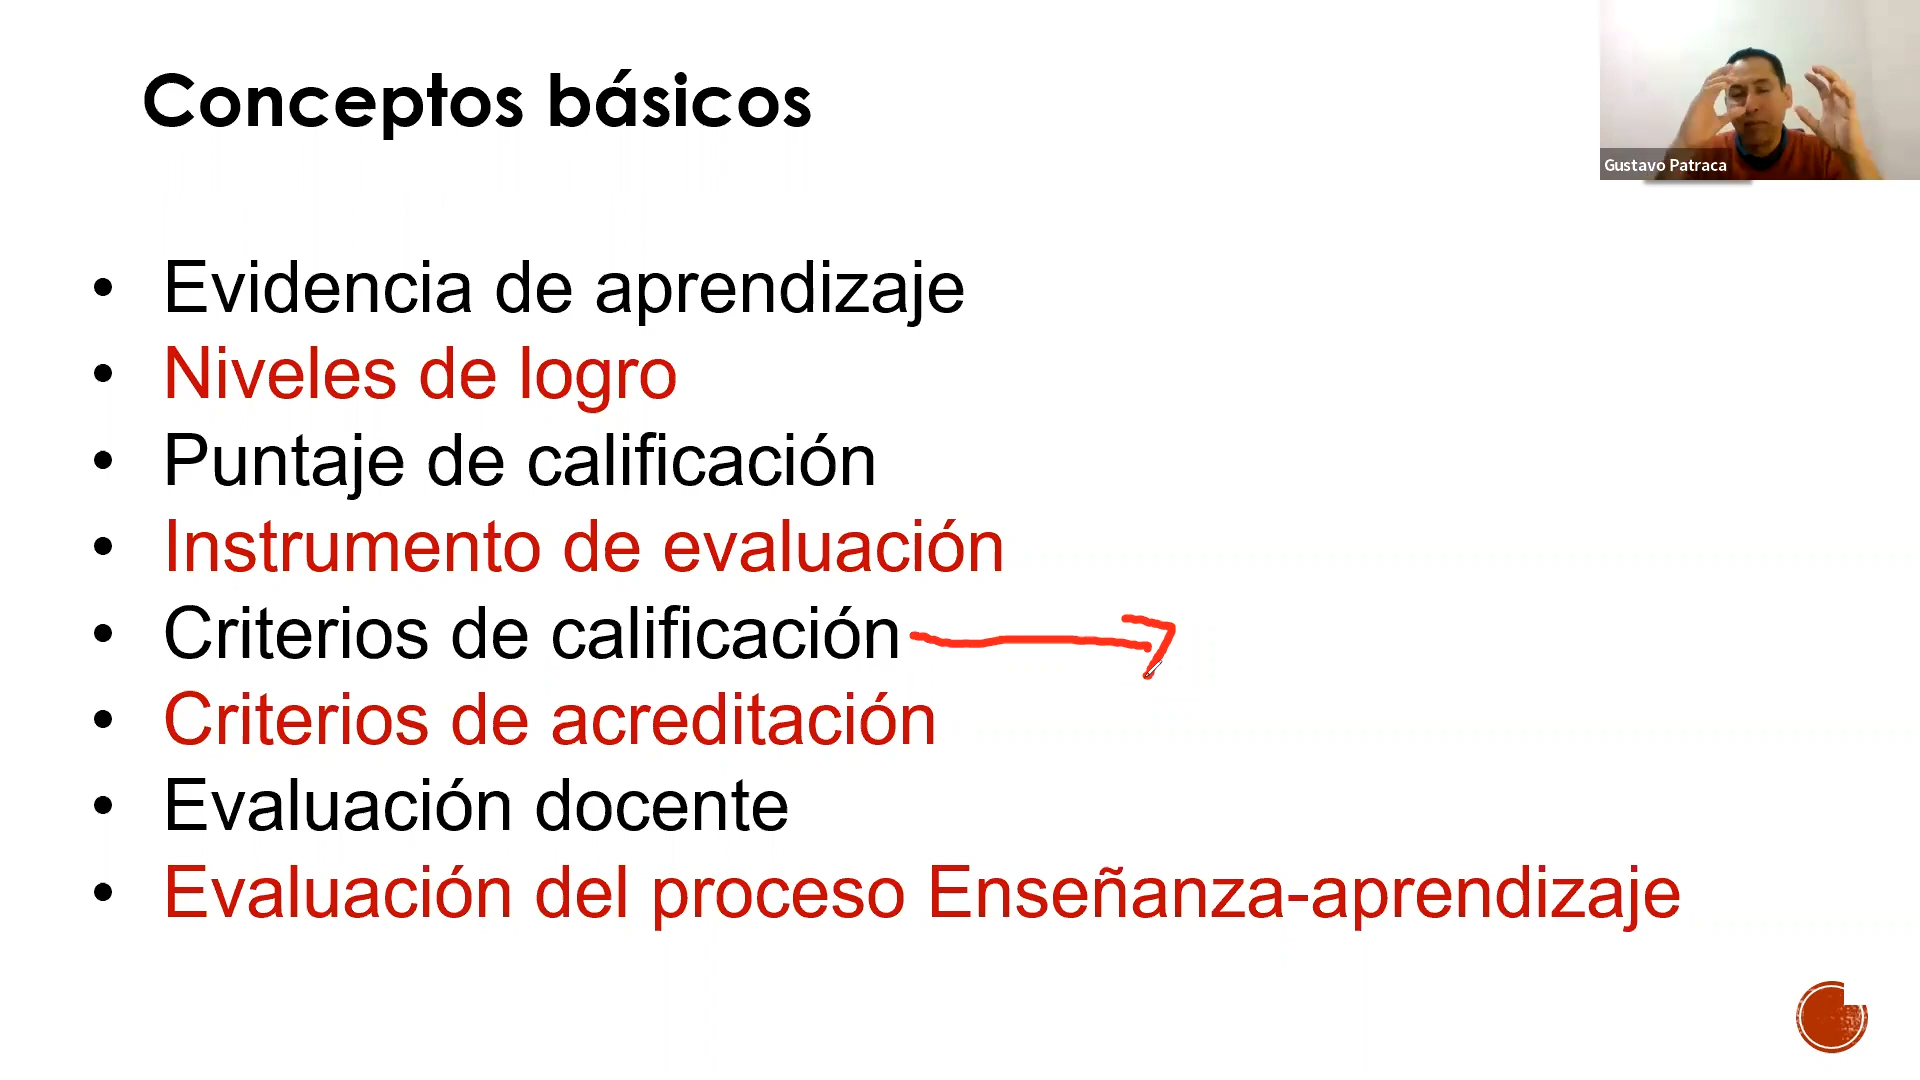 Conceptos básicos
Gustavo Patraca
• Evidencia de aprendizaje
• Niveles de logro
• Puntaje de calificación
• Instrumento de evaluación
• Criterios de calificación
• Criterios de acreditación
• Evaluación docente
• Evaluación del proceso Enseñanza-aprendizaje